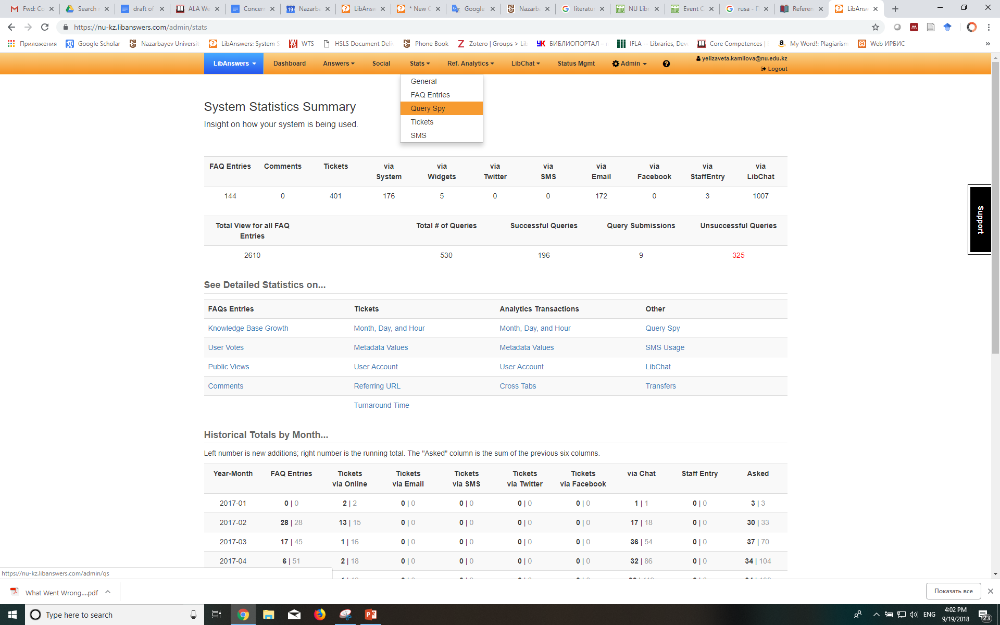 Fwd: Co
Search r
draft of
ALA We
Concern
Nazarba
LibAnsw
* New C
Google
Nazarba
literatu
NU Libr
Event C
rusa - П
Referen
LibAnsw
https://nu-kz.libanswers.com/admin/stats
Приложения
Google Scholar
Nazarbayev Universit
LibAnswers: System S
WTS
HSLS Document Deli
Phone Book
Zotero | Groups > Lib
БИБЛИОПОРТАЛ –
IFLA -- Libraries, Deve
Core Competences |
My Word!: Plagiarism
Web ИРБИС
»
LibAnswers
Dashboard
Answers
Social
Stats
Ref. Analytics
LibChat
Status Mgmt
Admin
yelizaveta.kamilova@nu.edu.kz
Logout
General
FAQ Entries
Query Spy
Tickets
SMS
System Statistics Summary
Insight on how your system is being used.
FAQ Entries Comments Tickets via System via Widgets via Twitter via SMS via Email via Facebook via StaffEntry via LibChat
144 0 401 176 5 0 0 172 0 3 1007
Total View for all FAQ Entries Total # of Queries Successful Queries Query Submissions Unsuccessful Queries
2610 530 196 9 325
Support
See Detailed Statistics on...
FAQs Entries Tickets Analytics Transactions Other
Knowledge Base Growth Month, Day, and Hour Month, Day, and Hour Query Spy
User Votes Metadata Values Metadata Values SMS Usage
Public Views User Account User Account LibChat
Comments Referring URL Cross Tabs Transfers
Turnaround Time
Historical Totals by Month...
Left number is new additions; right number is the running total. The "Asked" column is the sum of the previous six columns.
Year-Month FAQ Entries Tickets via Online Tickets via Email Tickets via SMS Tickets via Twitter Tickets via Facebook via Chat Staff Entry Asked
2017-01 0 | 0 2 | 2 0 | 0 0 | 0 0 | 0 0 | 0 1 | 1 0 | 0 3 | 3
2017-02 28 | 28 13 | 15 0 | 0 0 | 0 0 | 0 0 | 0 17 | 18 0 | 0 30 | 33
2017-03 17 | 45 1 | 16 0 | 0 0 | 0 0 | 0 0 | 0 36 | 54 0 | 0 37 | 70
2017-04 6 | 51 2 | 18 0 | 0 0 | 0 0 | 0 0 | 0 32 | 86 0 | 0 34 | 104
https://nu-kz.libanswers.com/admin/qs
What Went Wrong....pdf
Показать все
Type here to search
ENG
4:02 PM
9/19/2018
23